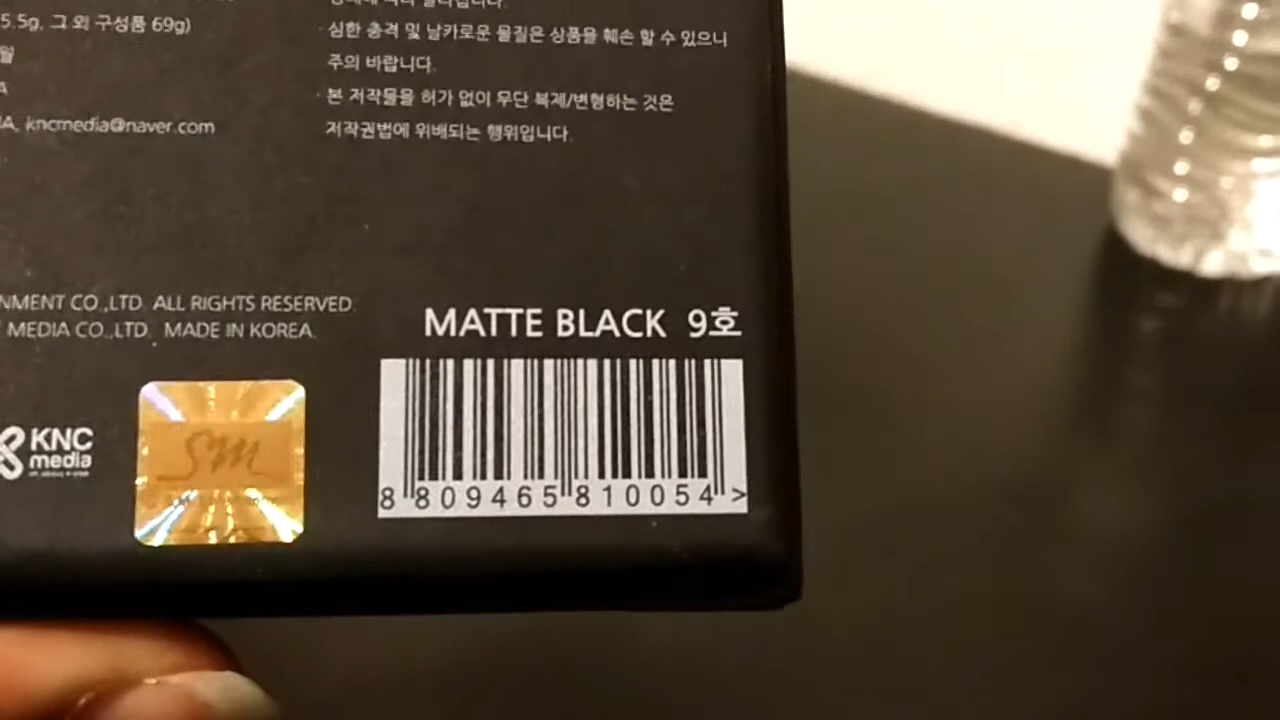 5.5g, 그 외 구성품 69g)
월
A
A, kncmedia@naver.com
심한 충격 및 날카로운 물질은 상품을 훼손 할 수 있으니
주의 바랍니다.
· 본 저작물을 허가 없이 무단 복제/변형하는 것은
저작권법에 위배되는 행위입니다.
NMENT CO.,LTD. ALL RIGHTS RESERVED.
MEDIA CO.,LTD. MADE IN KOREA.
KNC
media
SM
MATTE BLACK 9호
8 809465 810054 >